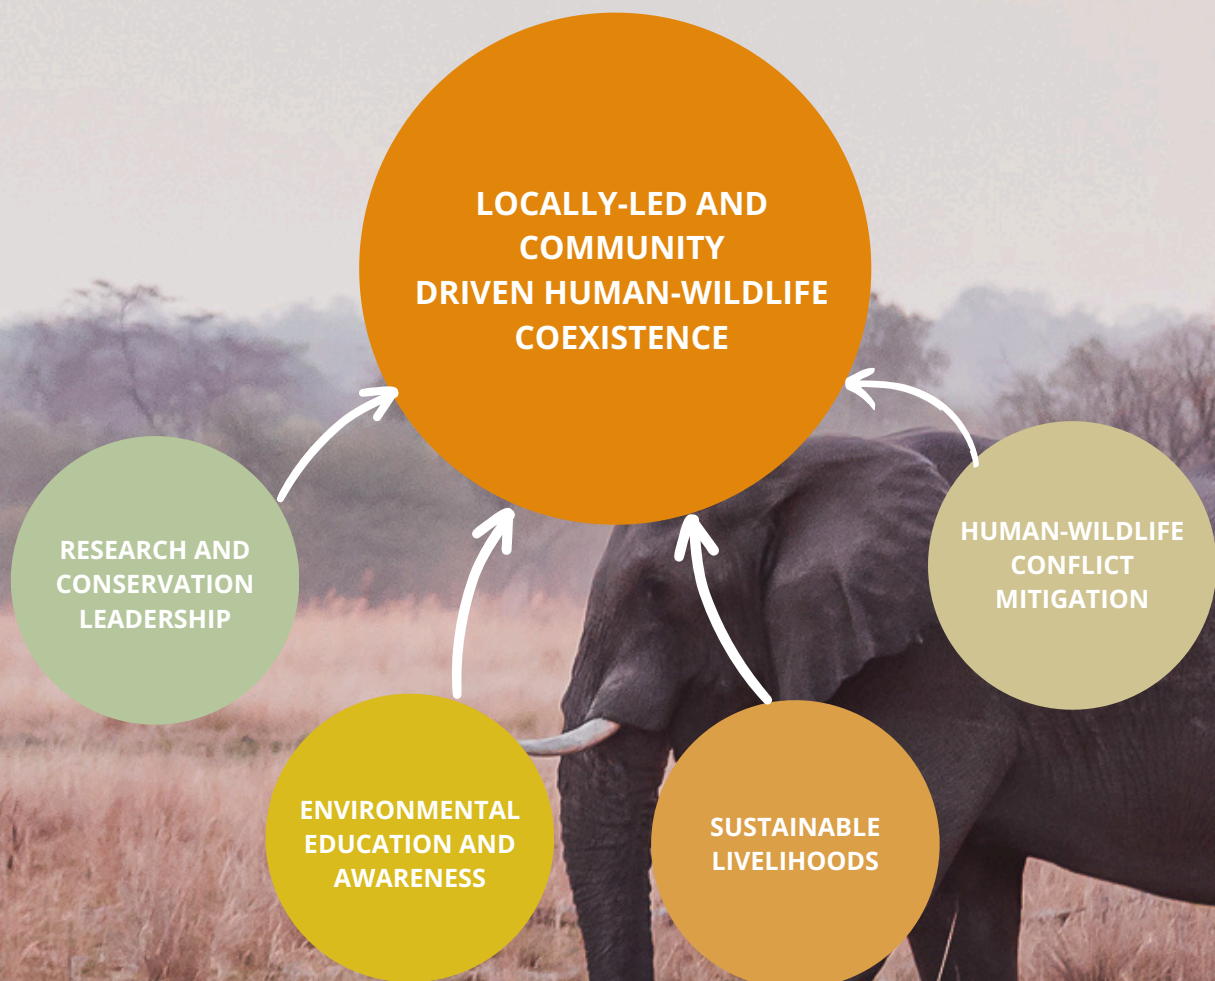 LOCALLY-LED AND
COMMUNITY
DRIVEN HUMAN-WILDLIFE
COEXISTENCE
RESEARCH AND
CONSERVATION
LEADERSHIP
ENVIRONMENTAL
EDUCATION AND
AWARENESS
SUSTAINABLE
LIVELIHOODS
HUMAN-WILDLIFE
CONFLICT
MITIGATION